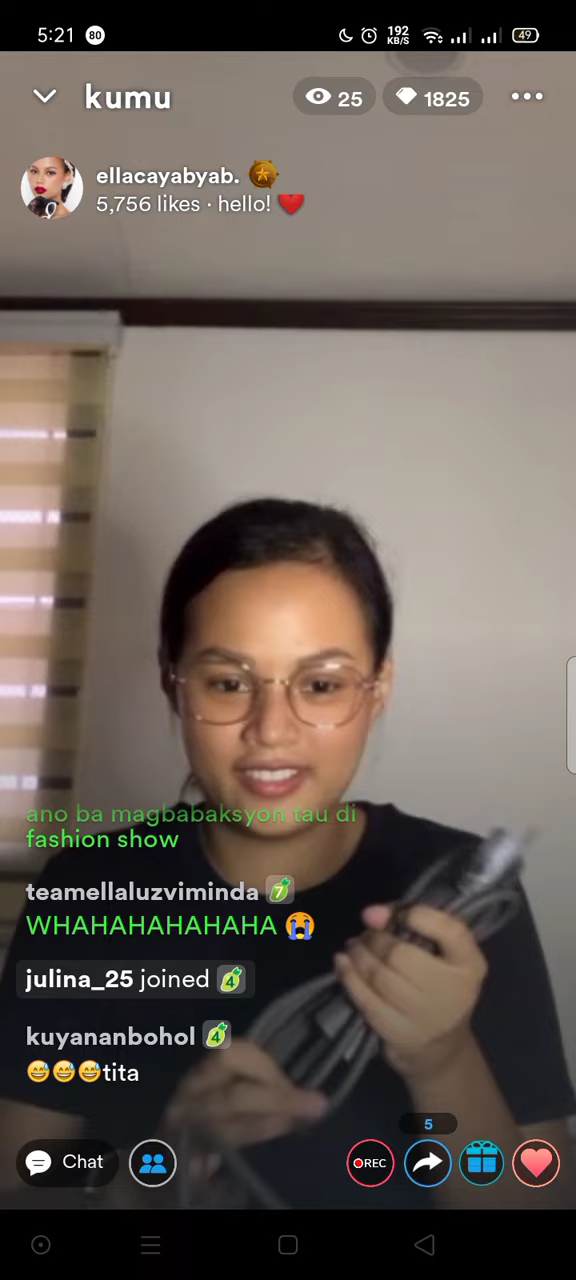 5:21 80 192 KB/S 49
kumu 25 1825
ellacayabyab.
5,756 likes · hello! ❤️
ano ba magbabaksyon tau di
fashion show
teamellaluzviminda 7
WHAHAHAHAHAHA 😭
julina_25 joined 4
kuyananbohol 4
😅😅😅tita
5
Chat REC